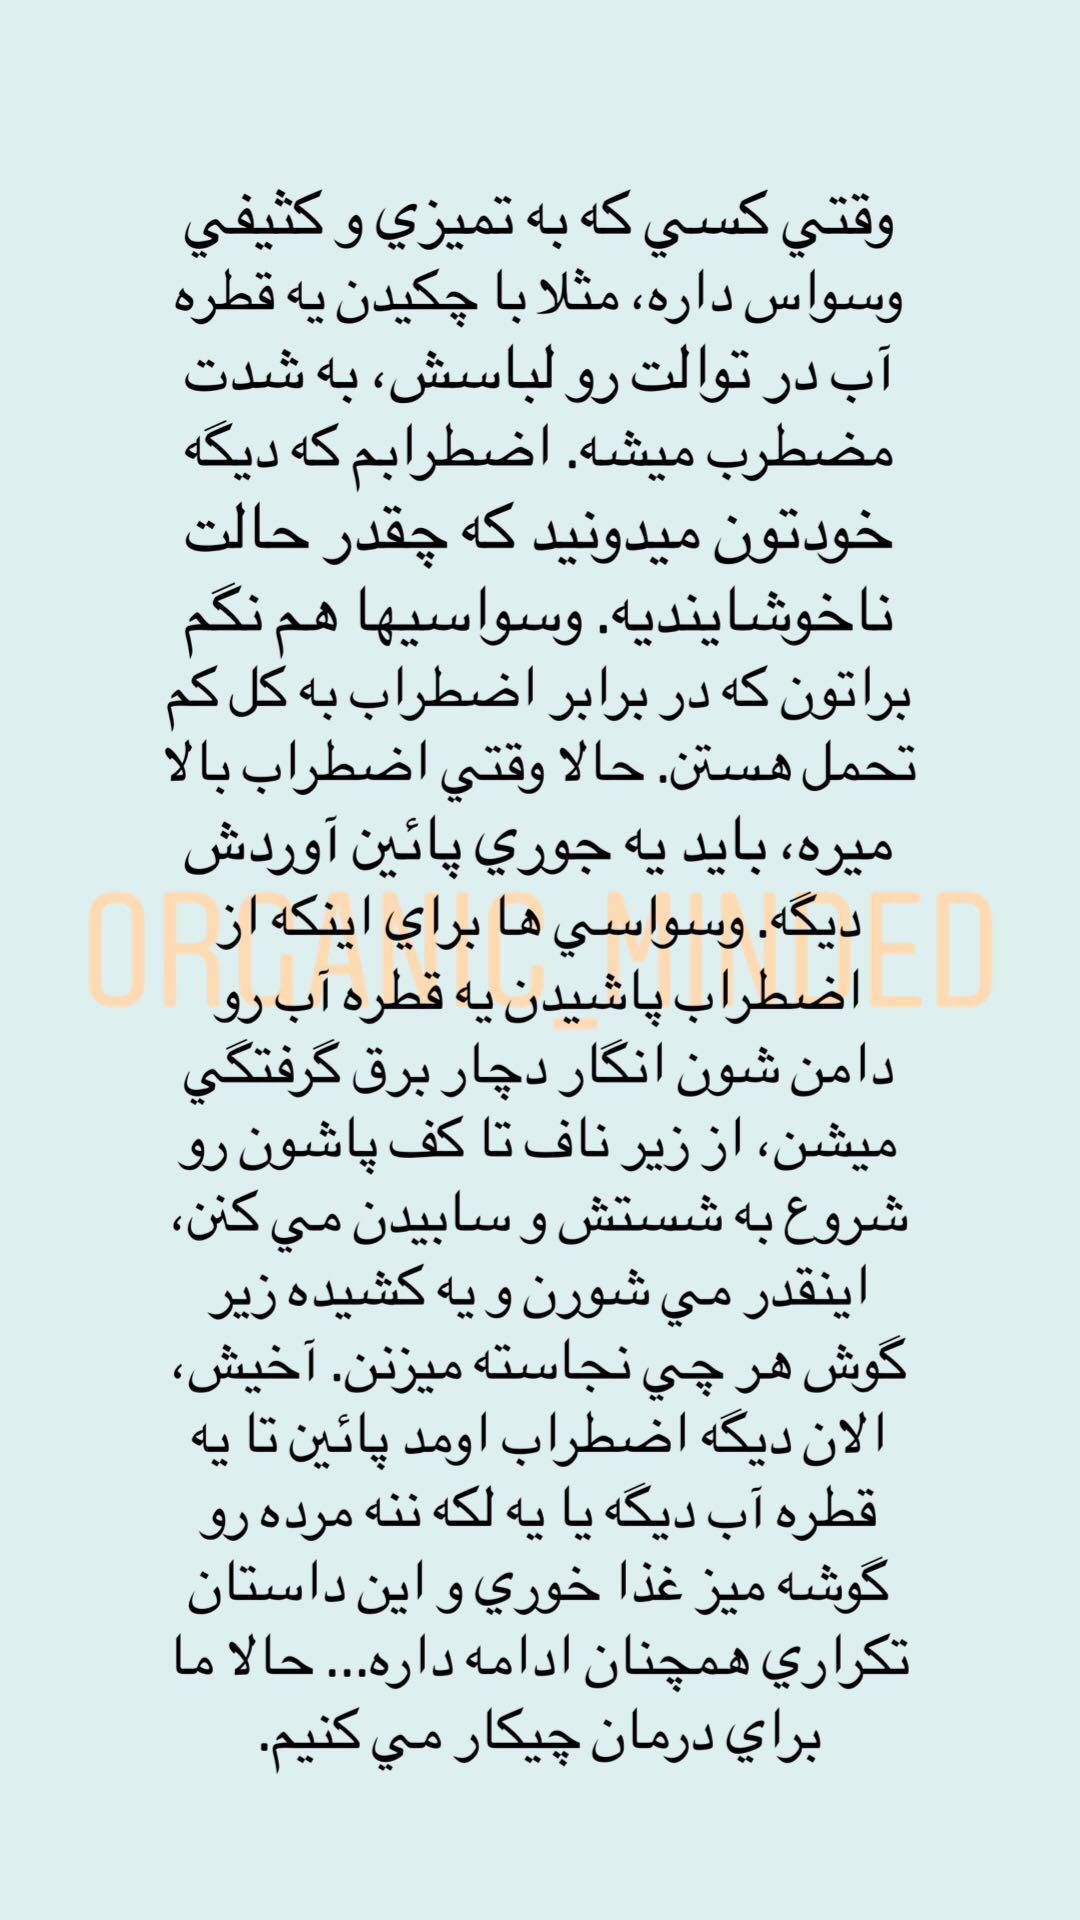 وقتي كسي كه به تميزي و كثيفي
وسواس داره، مثلا با چكيدن يه قطره
آب در توالت رو لباسش، به شدت
مضطرب ميشه. اضطرابم كه ديگه
خودتون ميدونيد كه چقدر حالت
ناخوشاينديه. وسواسيها هم نگم
براتون كه در برابر اضطراب به كل كم
تحمل هستن. حالا وقتي اضطراب بالا
ميره، بايد يه جوري پائين آوردش
ديگه. وسواسي ها براي اينكه از
ORGANIC_MINDED
اضطراب پاشيدن يه قطره آب رو
دامن شون انگار دچار برق گرفتگي
ميشن، از زير ناف تا كف پاشون رو
شروع به شستش و سابيدن مي كنن،
اينقدر مي شورن و يه كشيده زير
گوش هر چي نجاسته ميزنن. آخيش،
الان ديگه اضطراب اومد پائين تا يه
قطره آب ديگه يا يه لكه ننه مرده رو
گوشه ميز غذا خوري و اين داستان
تكراري همچنان ادامه داره... حالا ما
براي درمان چيكار مي كنيم.